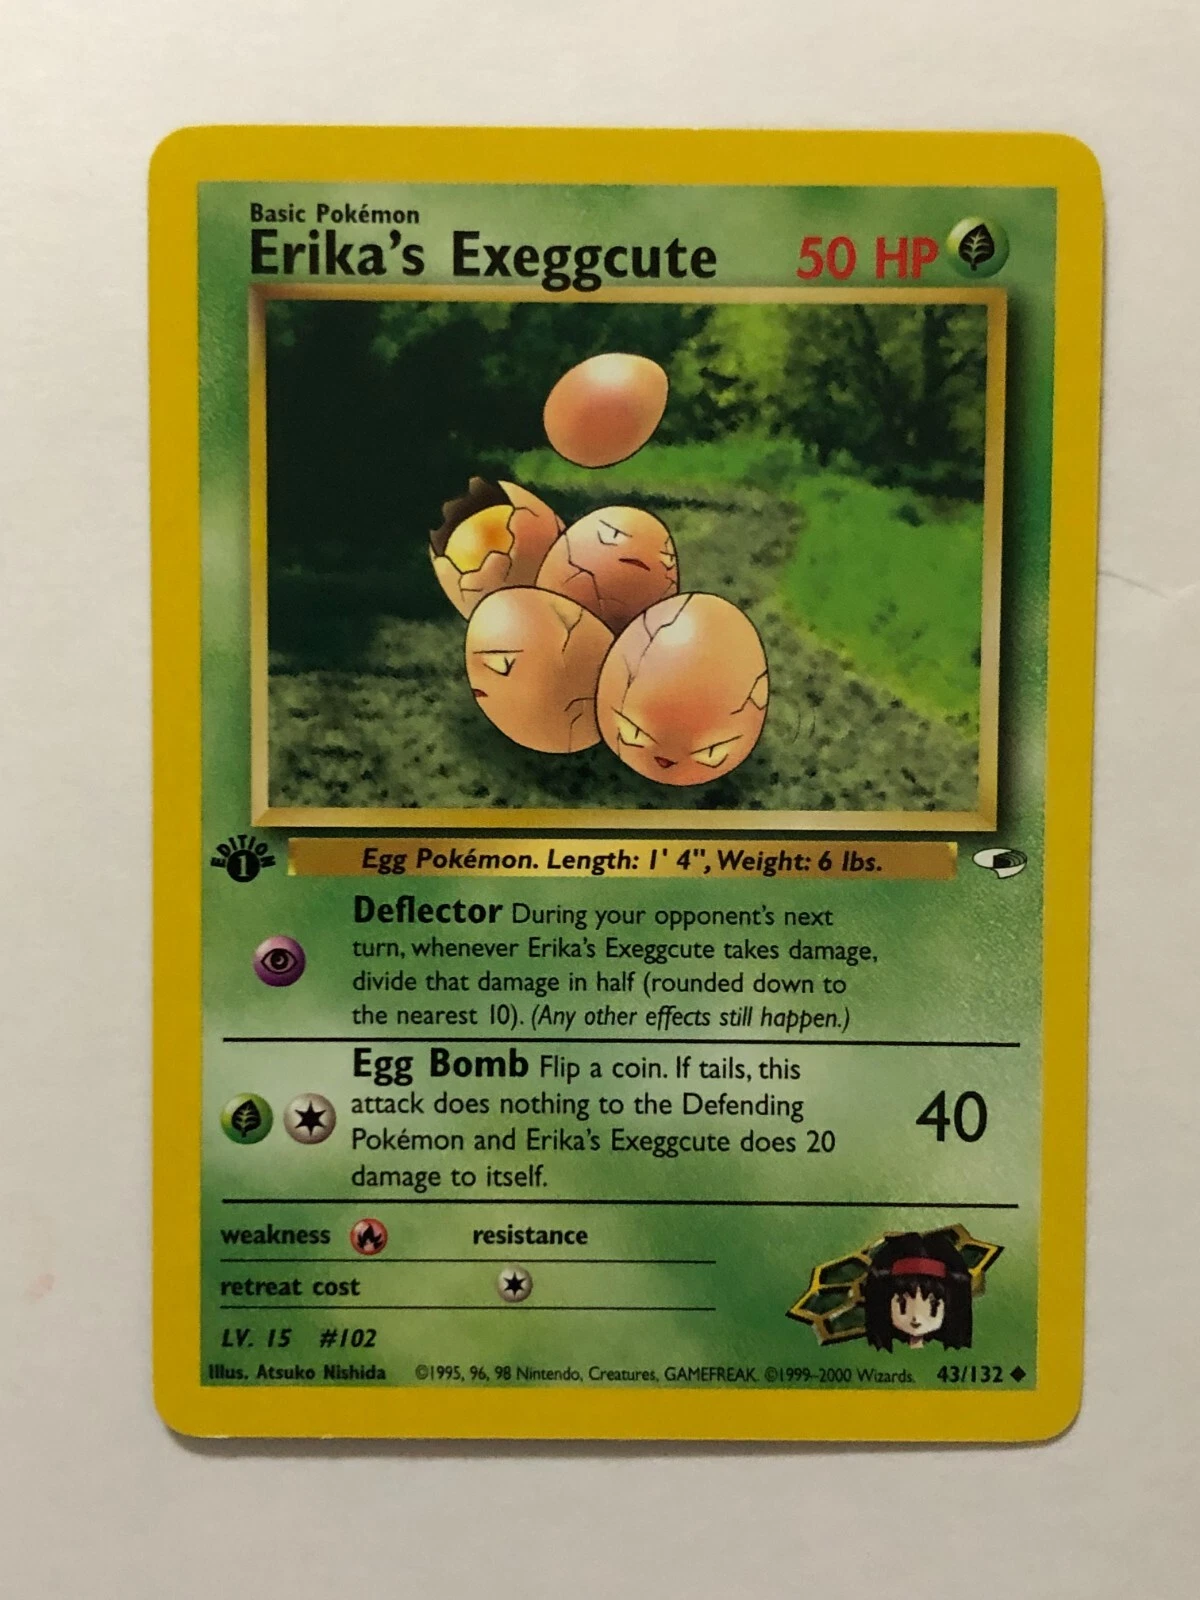 Basic Pokémon
Erika's Exeggcute 50 HP
EDITION
1
Egg Pokémon. Length: 1' 4", Weight: 6 lbs.
Deflector During your opponent's next
turn, whenever Erika's Exeggcute takes damage,
divide that damage in half (rounded down to
the nearest 10). (Any other effects still happen.)
Egg Bomb Flip a coin. If tails, this
attack does nothing to the Defending
Pokémon and Erika's Exeggcute does 20
damage to itself.
40
weakness resistance
retreat cost
LV. 15 #102
Illus. Atsuko Nishida ©1995, 96, 98 Nintendo, Creatures, GAMEFREAK. ©1999–2000 Wizards. 43/132